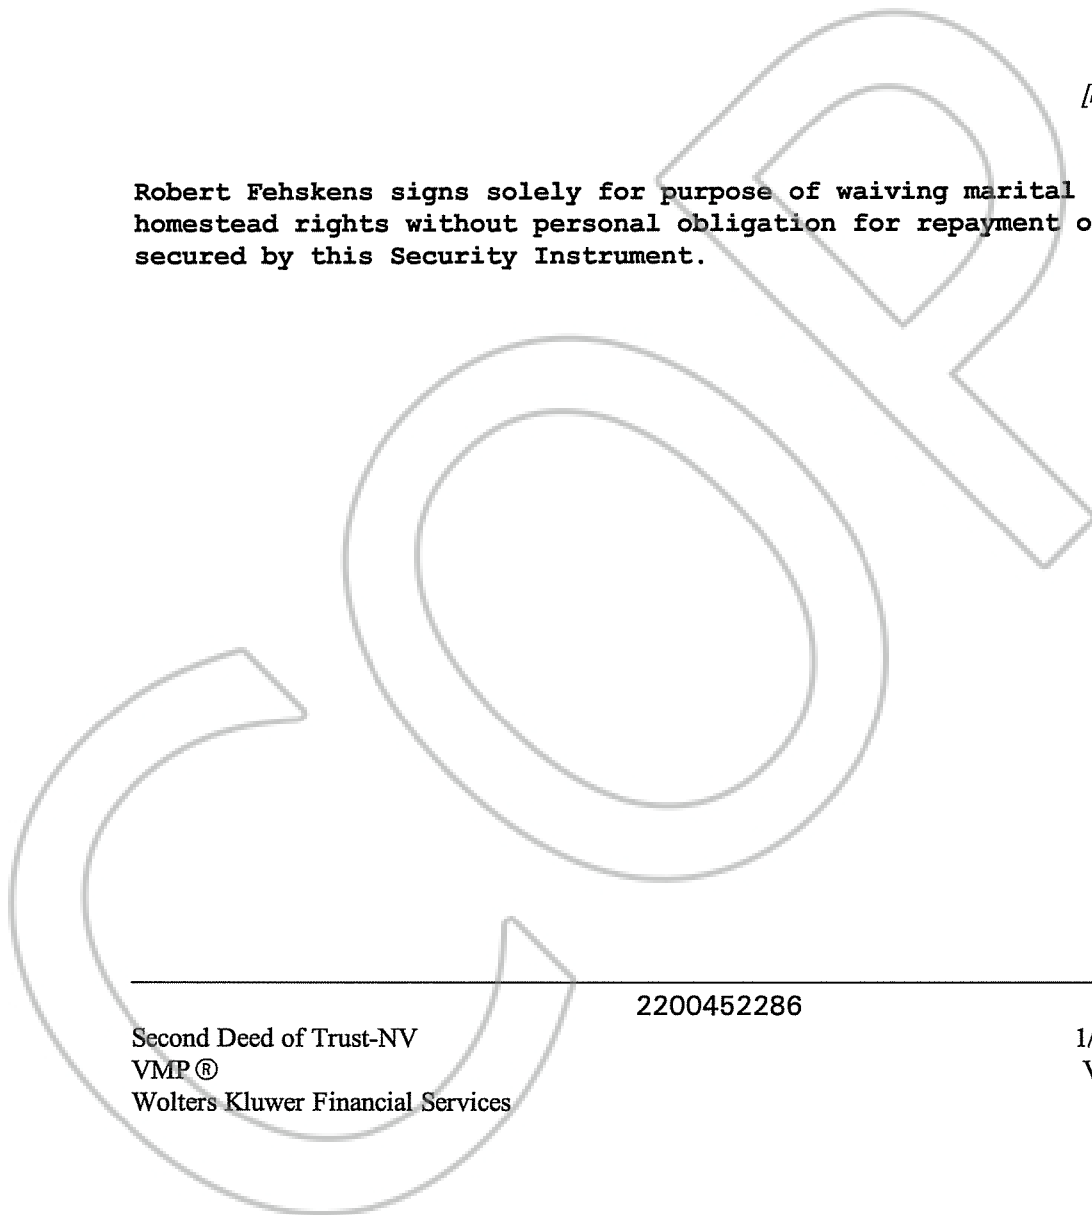 Robert Fehskens signs solely for purpose of waiving marital
homestead rights without personal obligation for repayment
secured by this Security Instrument.
COP
2200452286
Second Deed of Trust-NV
1/
VMP ®
Wolters Kluwer Financial Services